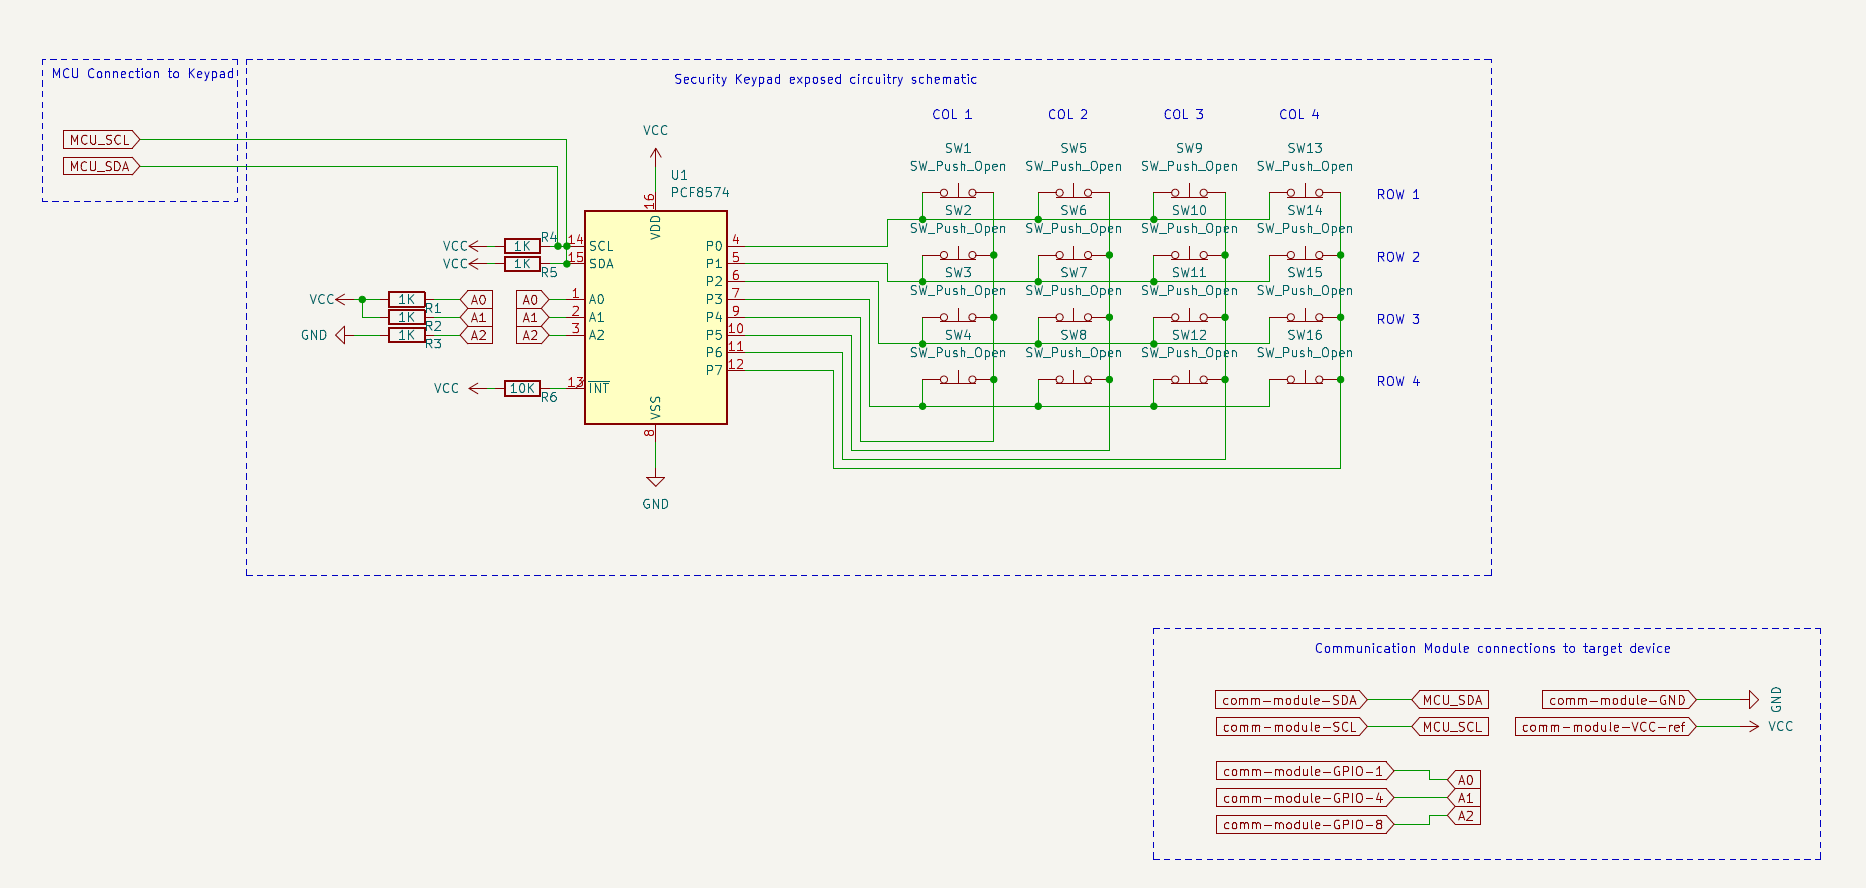 MCU Connection to Keypad
MCU_SCL
MCU_SDA
Security Keypad exposed circuitry schematic
COL 1 COL 2 COL 3 COL 4
VCC
U1
PCF8574
16
VDD
VCC 1K R4 14 SCL
VCC 1K R5 15 SDA
VCC 1K R1 A0
1K R2 A1
GND 1K R3 A2
A0 1 A0
A1 2 A1
A2 3 A2
VCC 10K R6 13 INT
VSS
8
GND
P0 4
P1 5
P2 6
P3 7
P4 9
P5 10
P6 11
P7 12
SW1 SW5 SW9 SW13
SW_Push_Open SW_Push_Open SW_Push_Open SW_Push_Open
ROW 1
SW2 SW6 SW10 SW14
SW_Push_Open SW_Push_Open SW_Push_Open SW_Push_Open
ROW 2
SW3 SW7 SW11 SW15
SW_Push_Open SW_Push_Open SW_Push_Open SW_Push_Open
ROW 3
SW4 SW8 SW12 SW16
SW_Push_Open SW_Push_Open SW_Push_Open SW_Push_Open
ROW 4
Communication Module connections to target device
comm-module-SDA MCU_SDA
comm-module-SCL MCU_SCL
comm-module-GND GND
comm-module-VCC-ref VCC
comm-module-GPIO-1 A0
comm-module-GPIO-4 A1
comm-module-GPIO-8 A2